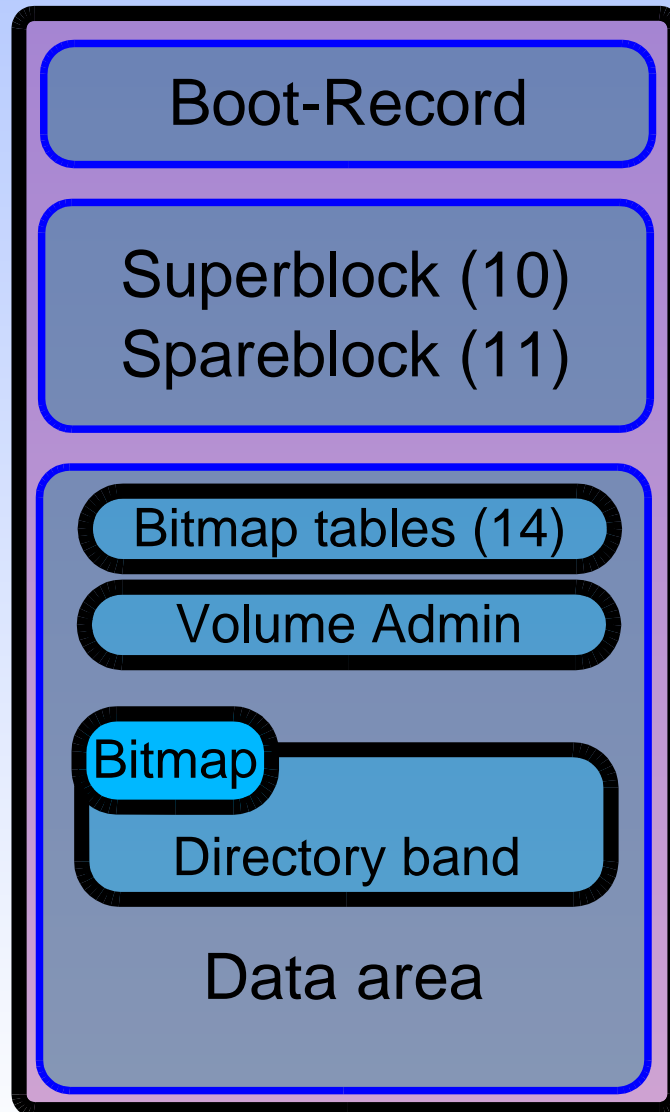 Boot-Record
Superblock (10)
Spareblock (11)
Bitmap tables (14)
Volume Admin
Bitmap
Directory band
Data area